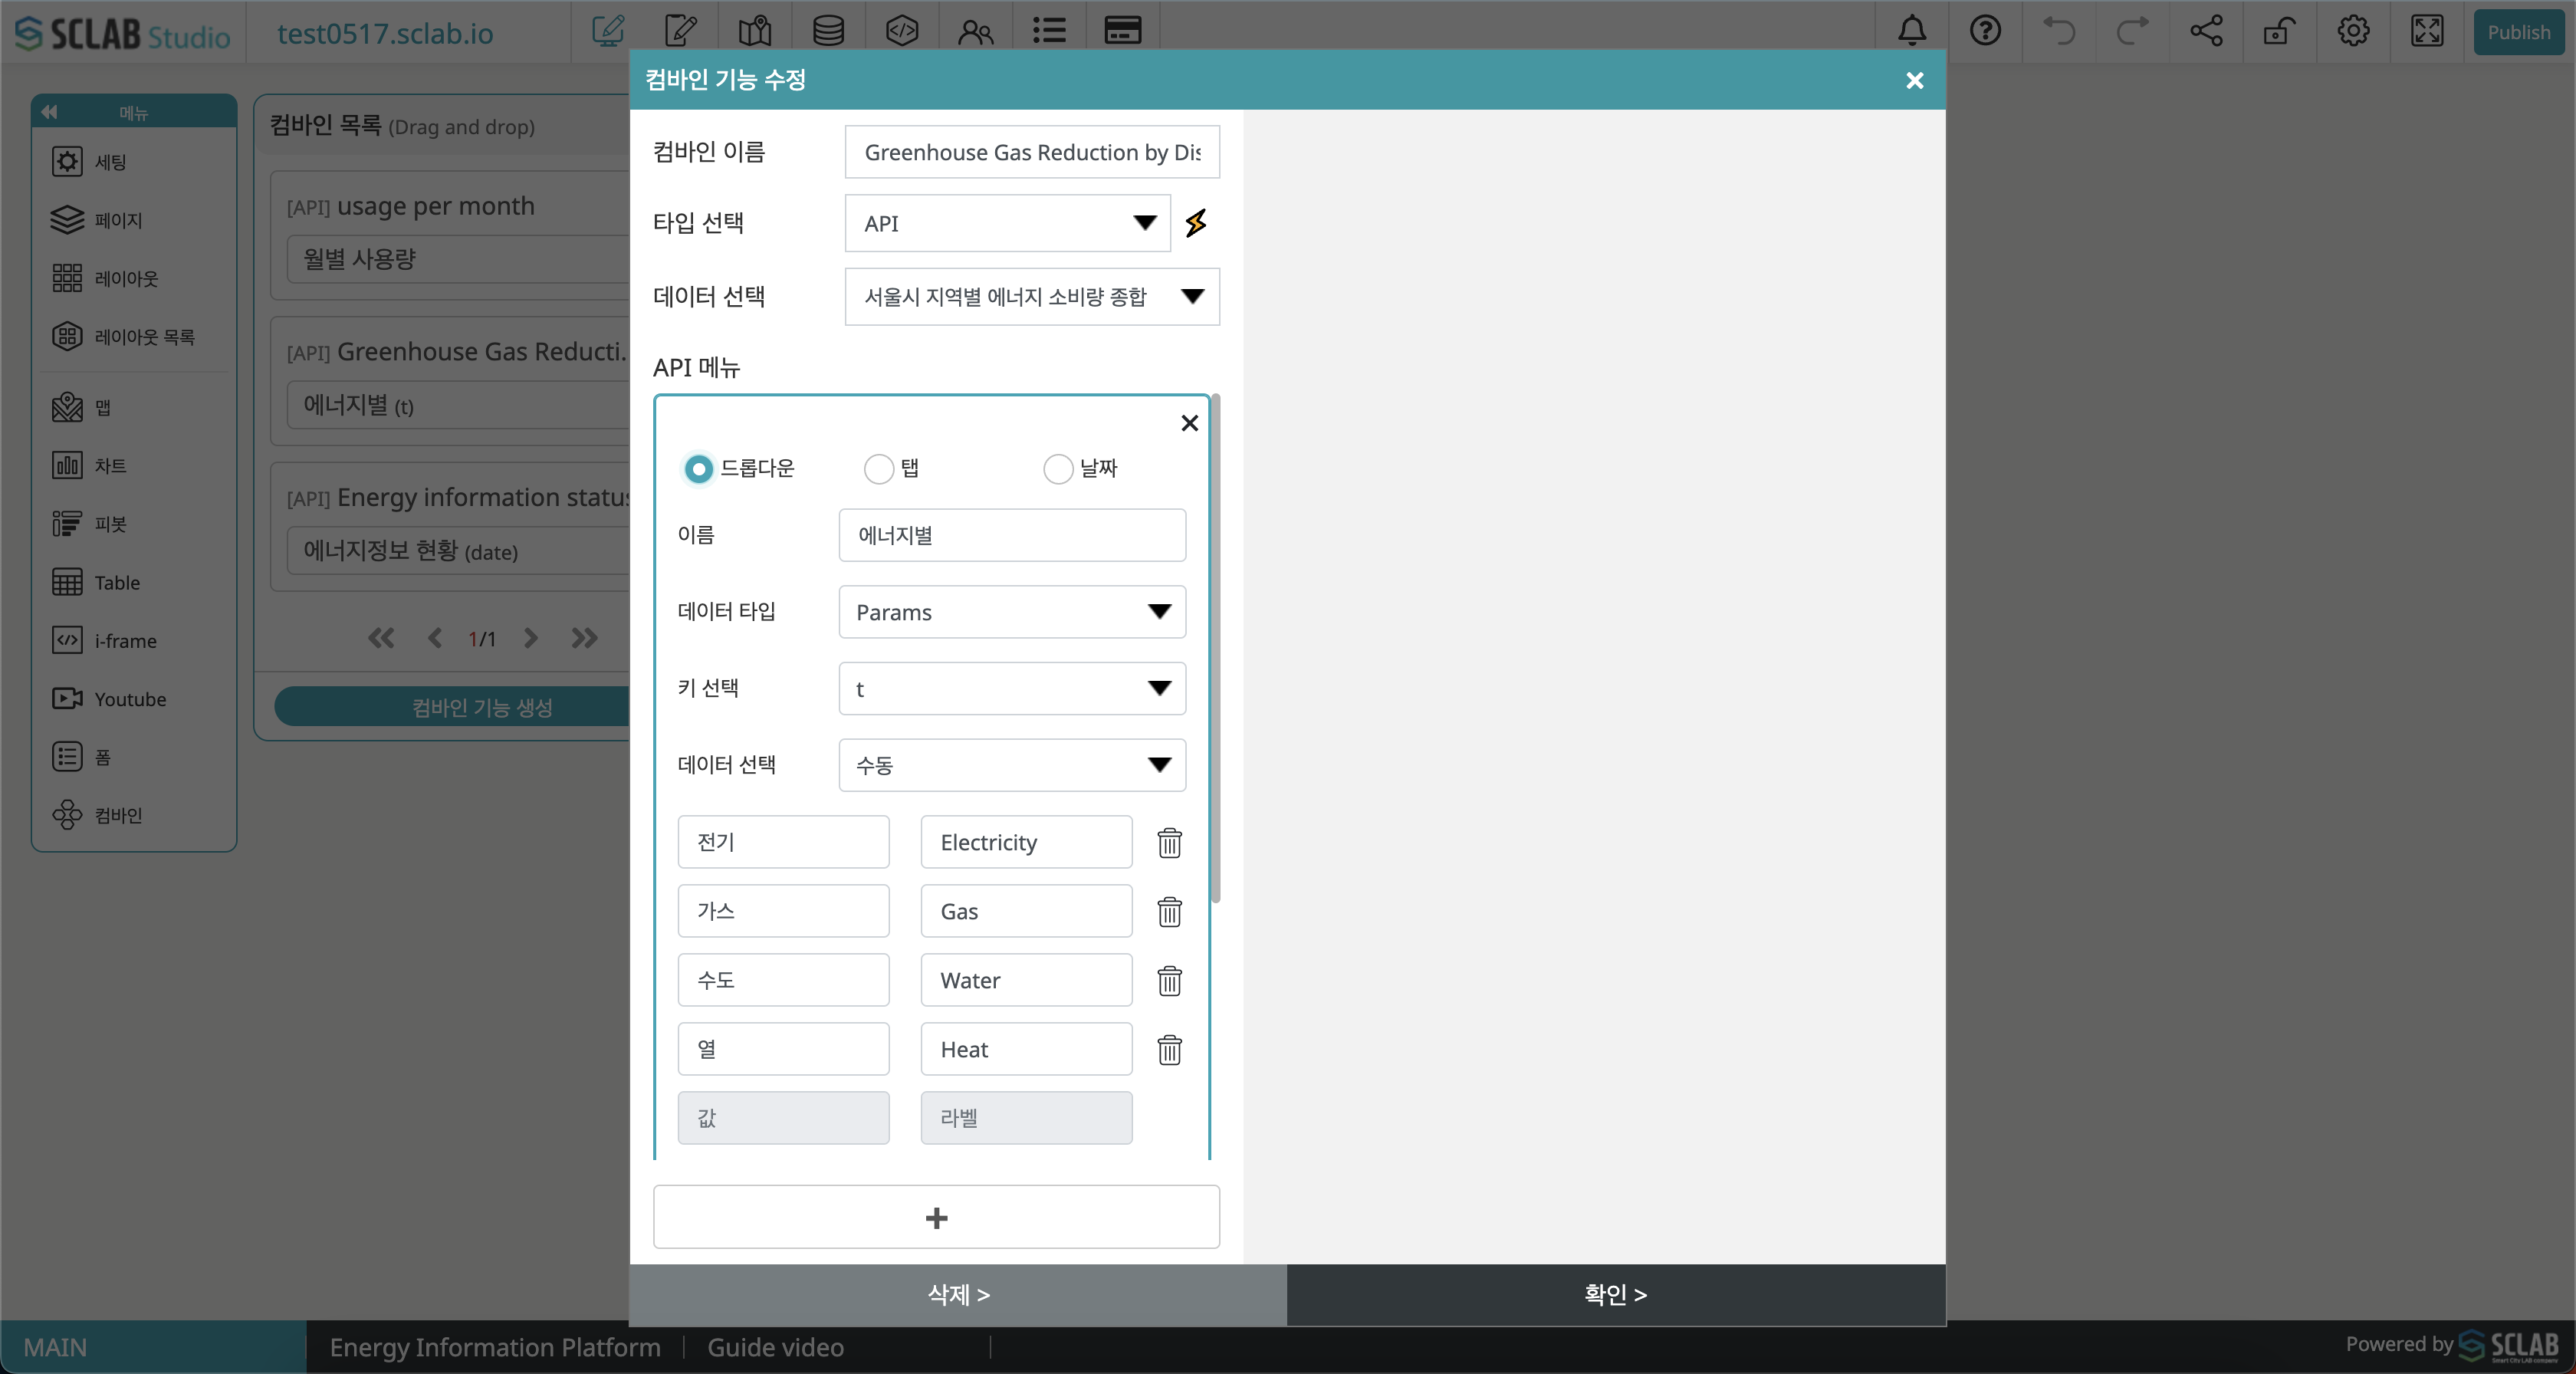 SCLAB Studio
test0517.sclab.io
Publish
메뉴
세팅
페이지
레이아웃
레이아웃 목록
맵
차트
피봇
Table
i-frame
Youtube
폼
컴바인
컴바인 목록 (Drag and drop)
[API] usage per month
월별 사용량
[API] Greenhouse Gas Reducti.
에너지별 (t)
[API] Energy information status
에너지정보 현황 (date)
1/1
컴바인 기능 생성
컴바인 기능 수정
컴바인 이름
Greenhouse Gas Reduction by Dis
타입 선택
API
데이터 선택
서울시 지역별 에너지 소비량 종합
API 메뉴
드롭다운 탭 날짜
이름
에너지별
데이터 타입
Params
키 선택
t
데이터 선택
수동
전기 Electricity
가스 Gas
수도 Water
열 Heat
값 라벨
+
삭제 >
확인 >
MAIN
Energy Information Platform
Guide video
Powered by SCLAB
Smart City LAB company